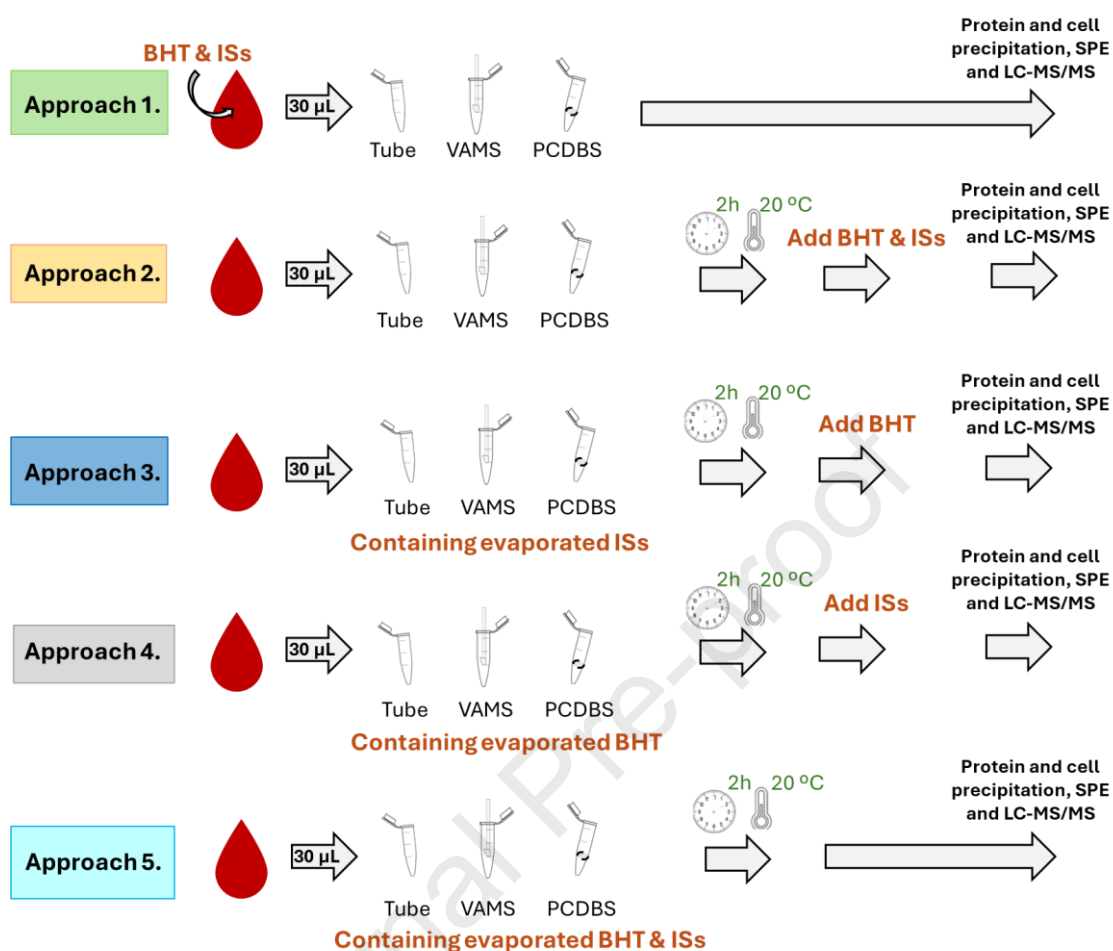 BHT & ISs
Protein and cell
precipitation, SPE
and LC-MS/MS
Approach 1.
30 µL
Tube
VAMS
PCDBS
2h
20 ºC
Protein and cell
precipitation, SPE
and LC-MS/MS
Approach 2.
30 µL
Add BHT & ISs
Tube
VAMS
PCDBS
2h
20 ºC
Protein and cell
precipitation, SPE
and LC-MS/MS
Approach 3.
30 µL
Add BHT
Tube
VAMS
PCDBS
Containing evaporated ISs
2h
20 ºC
Protein and cell
precipitation, SPE
and LC-MS/MS
Approach 4.
30 µL
Add ISs
Tube
VAMS
PCDBS
Containing evaporated BHT
2h
20 ºC
Protein and cell
precipitation, SPE
and LC-MS/MS
Approach 5.
30 µL
Tube
VAMS
PCDBS
Containing evaporated BHT & ISs
nal Pre-proof